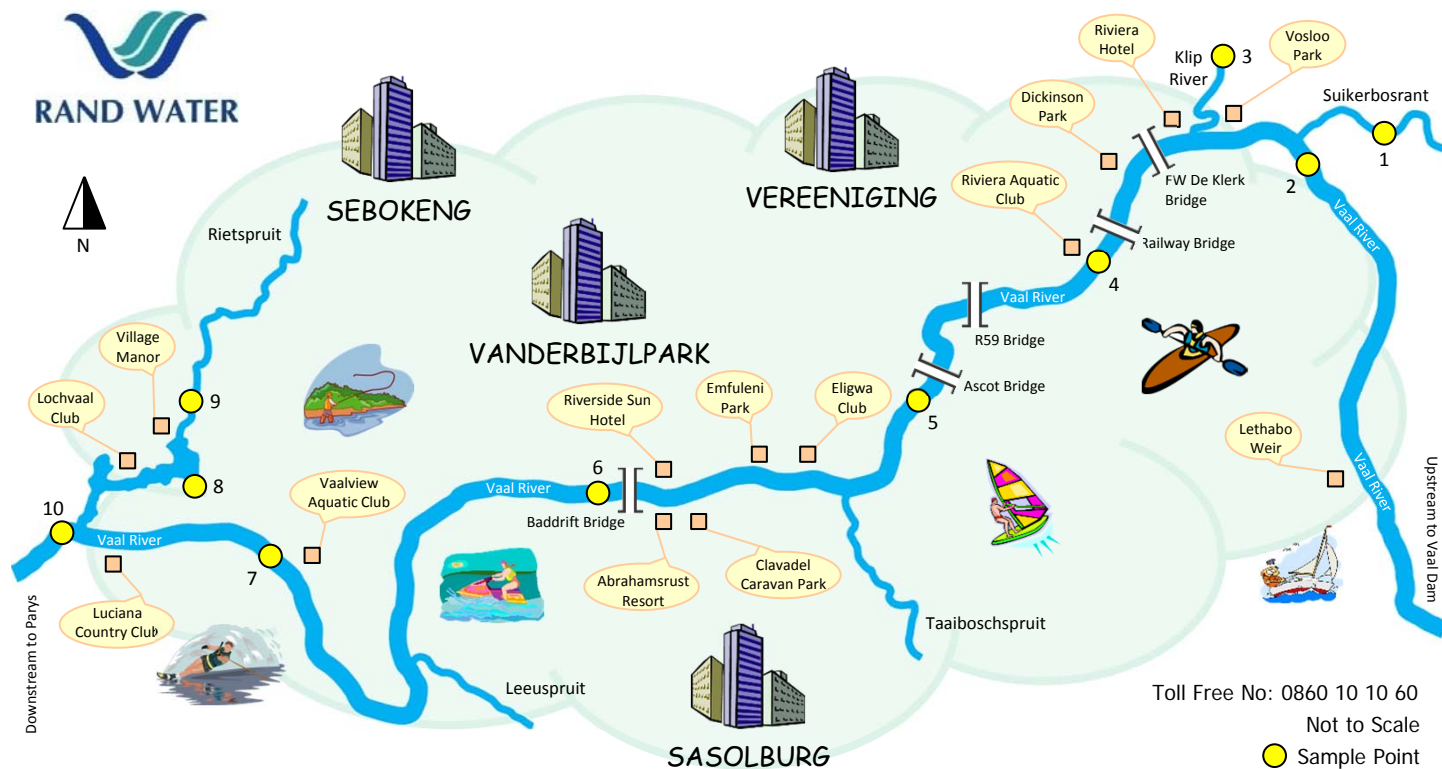 RAND WATER
N
SEBOKENG
VEREENIGING
VANDERBIJLPARK
SASOLBURG
Riviera
Hotel
Klip
River
3
Vosloo
Park
Suikerbosrant
1
2
Dickinson
Park
FW De Klerk
Bridge
Riviera Aquatic
Club
Railway Bridge
4
Vaal River
Vaal River
R59 Bridge
Ascot Bridge
5
Rietspruit
Village
Manor
Lochvaal
Club
9
8
10
Vaal River
Vaalview
Aquatic Club
7
Luciana
Country Club
Riverside Sun
Hotel
Emfuleni
Park
Eligwa
Club
6
Vaal River
Baddrift Bridge
Abrahamsrust
Resort
Clavadel
Caravan Park
Taaiboschspruit
Leeuspruit
Lethabo
Weir
Vaal River
Upstream to Vaal Dam
Downstream to Parys
Toll Free No: 0860 10 10 60
Not to Scale
Sample Point